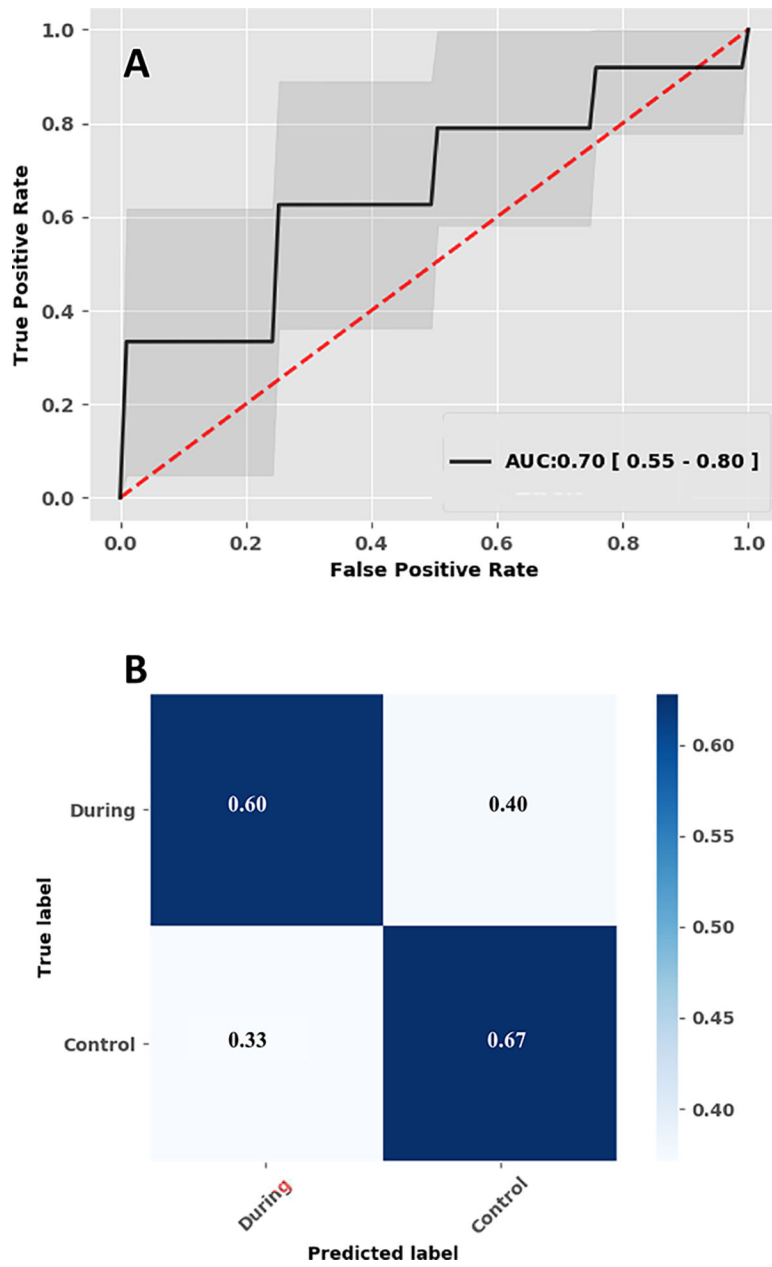 A
1.0
0.8
0.6
0.4
0.2
0.0
True Positive Rate
AUC:0.70 [ 0.55 - 0.80 ]
0.0 0.2 0.4 0.6 0.8 1.0
False Positive Rate
B
During
0.60 0.40
Control
0.33 0.67
True label
During Control
Predicted label
0.60
0.55
0.50
0.45
0.40